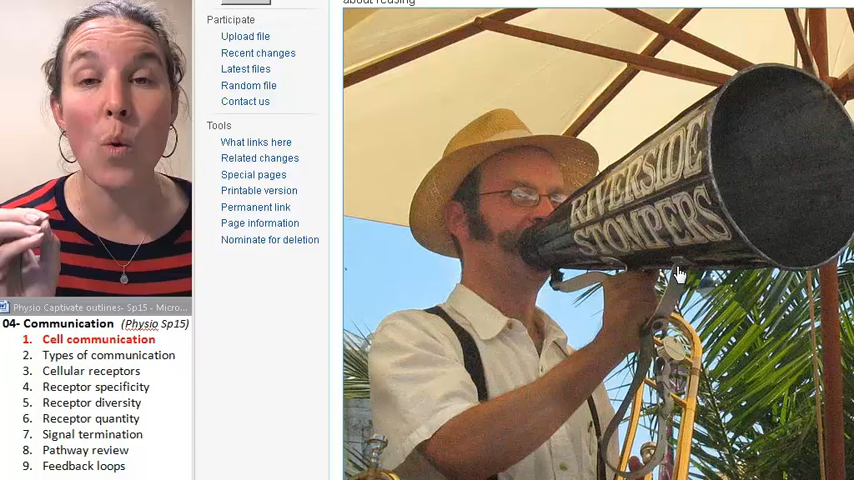 about reusing
Participate
Upload file
Recent changes
Latest files
Random file
Contact us
Tools
What links here
Related changes
Special pages
Printable version
Permanent link
Page information
Nominate for deletion
RIVERSIDE
STOMPERS
Physio Captivate outlines- Sp15 - Micro...
04- Communication (Physio Sp15)
1. Cell communication
2. Types of communication
3. Cellular receptors
4. Receptor specificity
5. Receptor diversity
6. Receptor quantity
7. Signal termination
8. Pathway review
9. Feedback loops